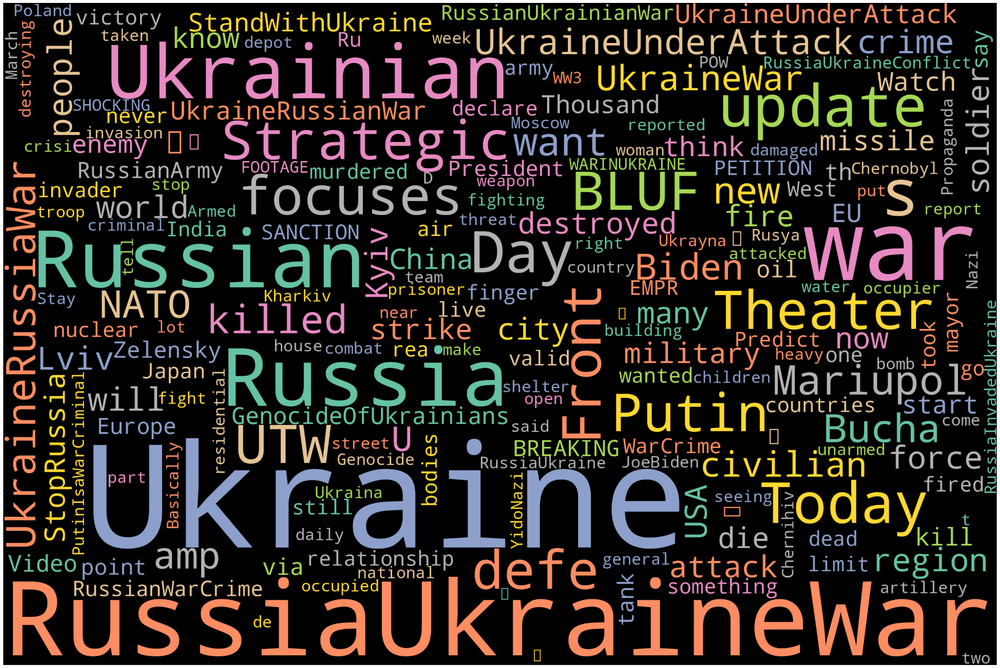 Poland
victory
StandWithUkraine
RussianUkrainianWar
UkraineUnderAttack
March
destroying
people
taken
know
depot
Ru
week
UkraineUnderAttack
crime
say
Ukrainian
army
WW3
POW
RussiaUkraineConflict
UkraineWar
Watch
soldiers
SHOCKING
never
UkraineRussianWar
declare
Thousand
update
Propaganda
invasion
Strategic
Moscow
want
reported
missile
crisi
enemy
woman
think
damaged
UkraineRussiaWar
RussianArmy
FOOTAGE
murdered
President
WARINUKRAINE
PETITION
th
Chernobyl
invader
stop
focuses
D
weapon
BLUF
new
West
put
s
troop
world
Armed
fighting
fire
EU
report
criminal
India
SANCTION
air
threat
destroyed
war
Russian
tell
Kyiv
China
Day
right
Ukrayna
Rusya
attacked
Biden
oil
Nazi
team
country
Stay
NATO
Kharkiv
prisoner
finger
EMPR
water
occupier
killed
near
live
Front
many
Theater
mayor
RussiaInvadedUkraine
nuclear
lot
strike
city
building
Predict
now
took
Lviv
Zelensky
house
combat
rea
make
valid
military
heavy
one
Japan
Russia
wanted
children
bomb
Mariupol
go
StopRussia
PutinIsaWarCriminal
will
fight
residential
shelter
open
Putin
countries
start
Europe
GenocideOfUkrainians
said
Bucha
come
UTW
street
U
bodies
BREAKING
WarCrime
unarmed
force
Genocide
RussiaUkraine
JoeBiden
civilian
part
Basically
Ukraine
YidoNazi
USA
seeing
Today
fired
Ukraina
still
Chernihiv
t
daily
die
dead
kill
Video
point
amp
via
relationship
national
defe
general
attack
limit
region
RussianWarCrime
occupied
tank
something
artillery
RussiaUkraineWar
de
two